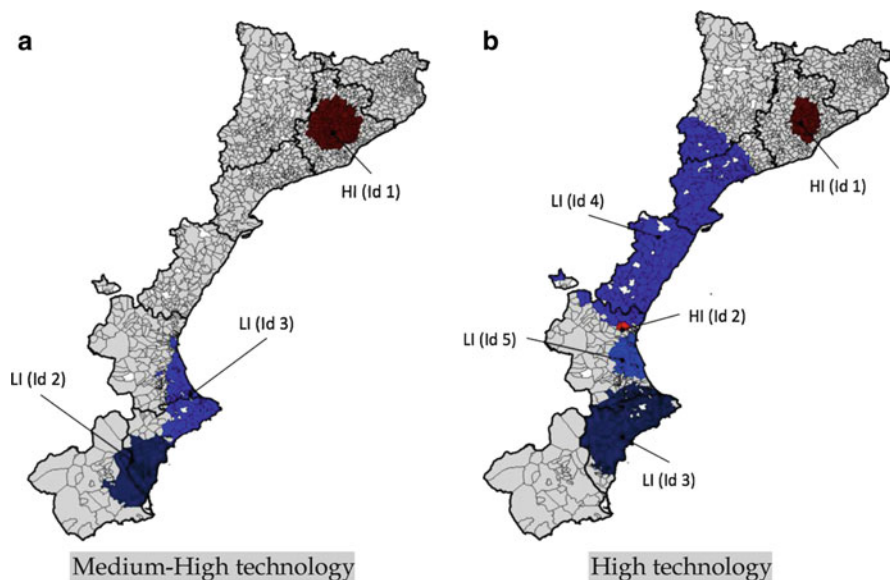 a
HI (Id 1)
LI (Id 3)
LI (Id 2)
Medium-High technology
b
HI (Id 1)
LI (Id 4)
HI (Id 2)
LI (Id 5)
LI (Id 3)
High technology